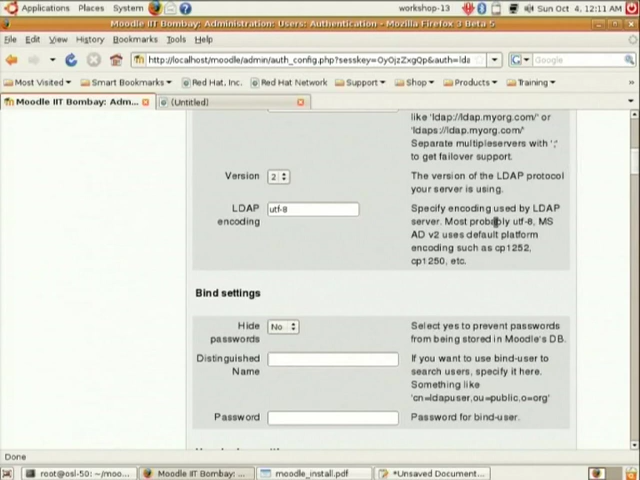 Applications Places System workshop-13 Sun Oct 4, 12:11 AM
Moodle IIT Bombay: Administration: Users: Authentication - Mozilla Firefox 3 Beta 5
File Edit View History Bookmarks Tools Help
http://localhost/moodle/admin/auth_config.php?sesskey=OyOjzZxgQp&auth=lda
Google
Most Visited Smart Bookmarks Red Hat, Inc. Red Hat Network Support Shop Products Training
Moodle IIT Bombay: Adm... (Untitled)
like 'ldap://ldap.myorg.com/' or
'ldaps://ldap.myorg.com/'
Separate multipleservers with ';'
to get failover support.
Version 2 The version of the LDAP protocol
your server is using.
LDAP encoding utf-8 Specify encoding used by LDAP
server. Most probably utf-8, MS
AD v2 uses default platform
encoding such as cp1252,
cp1250, etc.
Bind settings
Hide passwords No Select yes to prevent passwords
from being stored in Moodle's DB.
Distinguished Name If you want to use bind-user to
search users, specify it here.
Something like
'cn=ldapuser,ou=public,o=org'
Password Password for bind-user.
Done
root@osl-50: ~/moo... Moodle IIT Bombay: ... moodle_install.pdf *Unsaved Document...